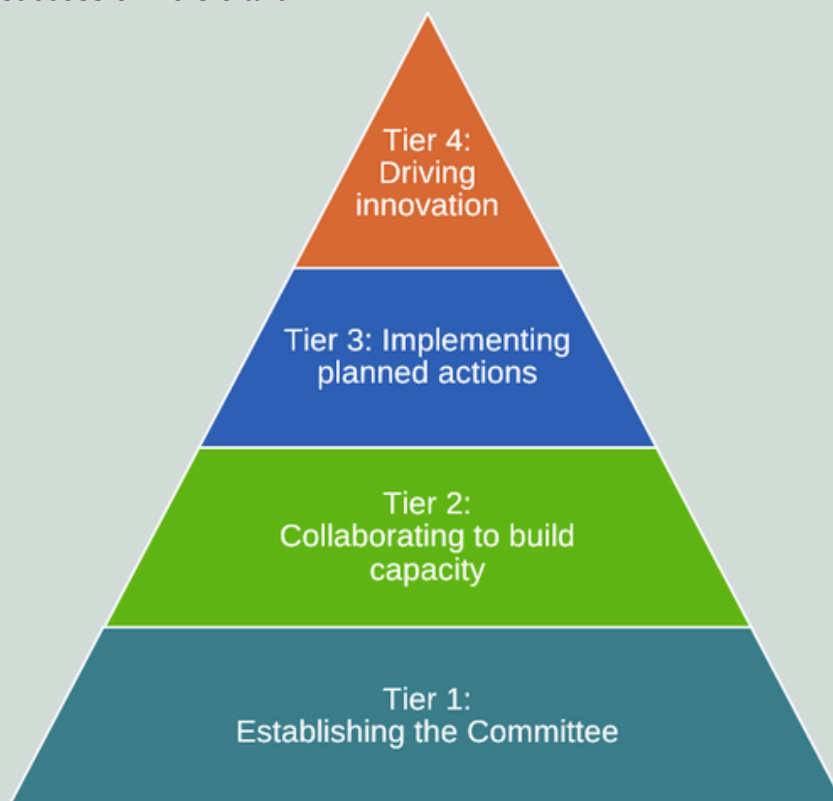 Tier 4:
Driving
innovation
Tier 3: Implementing
planned actions
Tier 2:
Collaborating to build
capacity
Tier 1:
Establishing the Committee